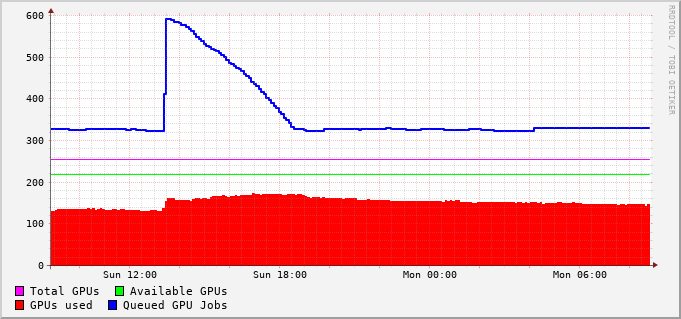 600
500
400
300
200
100
0
Sun 12:00 Sun 18:00 Mon 00:00 Mon 06:00
Total GPUs Available GPUs
GPUs used Queued GPU Jobs
RRDTOOL / TOBI OETIKER